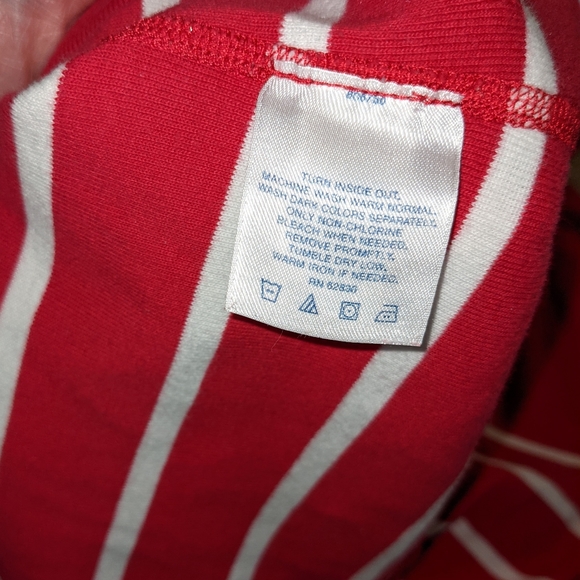 TURN INSIDE OUT.
MACHINE WASH WARM NORMAL.
WASH DARK COLORS SEPARATELY.
ONLY NON-CHLORINE
BLEACH WHEN NEEDED.
REMOVE PROMPTLY.
TUMBLE DRY LOW.
WARM IRON IF NEEDED.
RN 52836